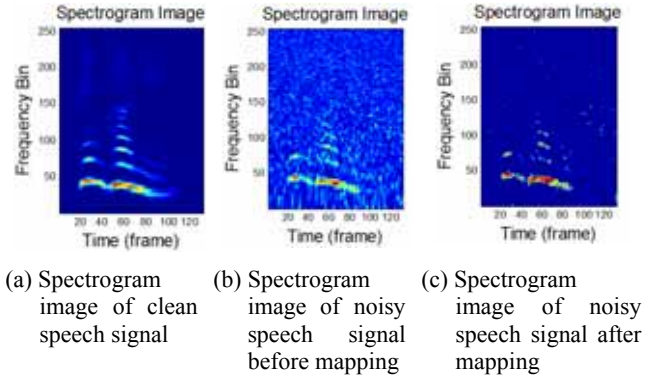 Spectrogram Image
250
200
150
100
50
20 40 60 80 100 120
Frequency Bin
Time (frame)
Spectrogram Image
250
200
150
100
50
20 40 60 80 100 120
Frequency Bin
Time (frame)
Spectrogram Image
250
200
150
100
50
20 40 60 80 100 120
Frequency Bin
Time (frame)
(a) Spectrogram
image of clean
speech signal
(b) Spectrogram
image of noisy
speech signal
before mapping
(c) Spectrogram
image of noisy
speech signal after
mapping